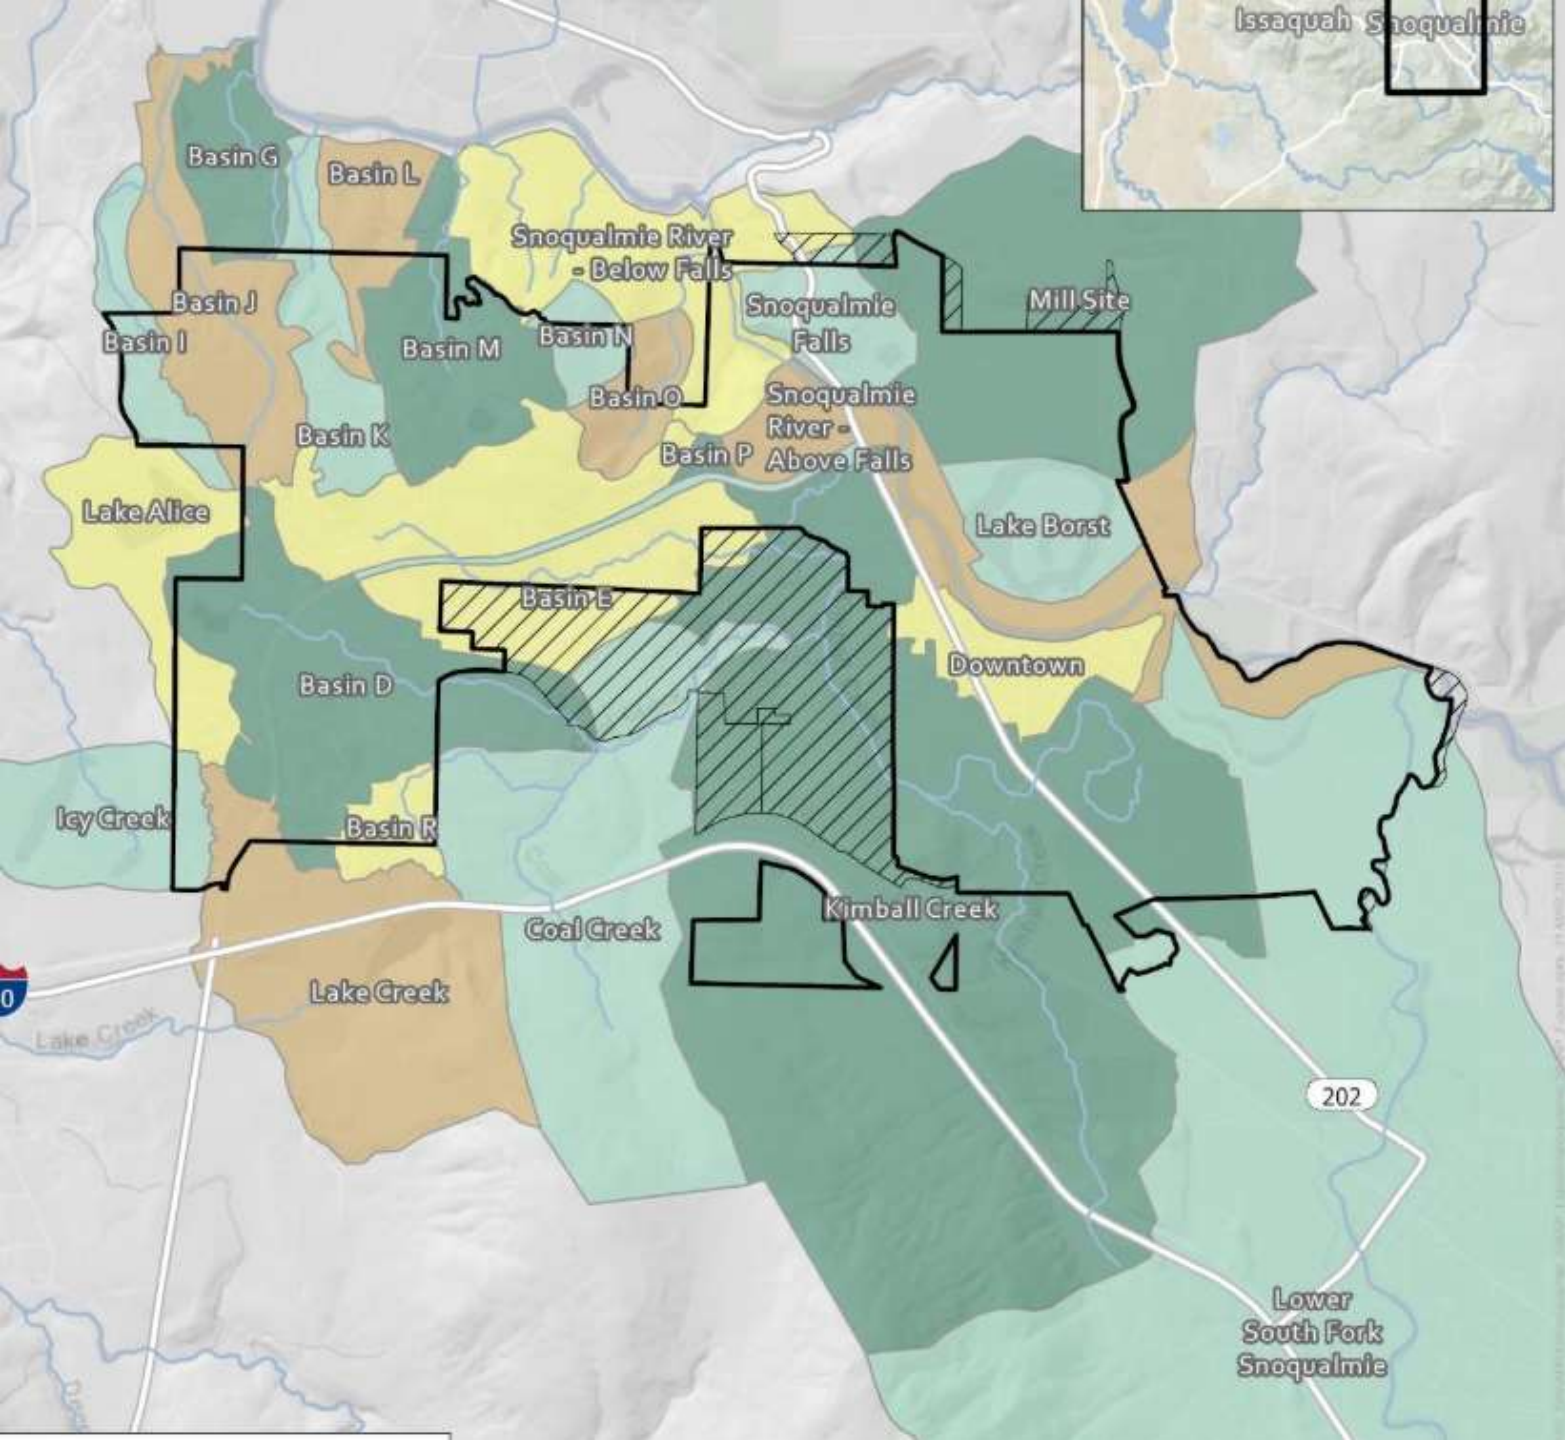 Issaquah Snoqualmie
Basin G
Basin L
Snoqualmie River
- Below Falls
Basin J
Mill Site
Snoqualmie
Falls
Basin I
Basin M
Basin N
Basin O
Snoqualmie
River -
Above Falls
Basin K
Basin P
Lake Alice
Lake Borst
Basin E
Downtown
Basin D
Icy Creek
Basin R
Kimball Creek
Coal Creek
Lake Creek
0
Lake Creek
202
Lower
South Fork
Snoqualmie